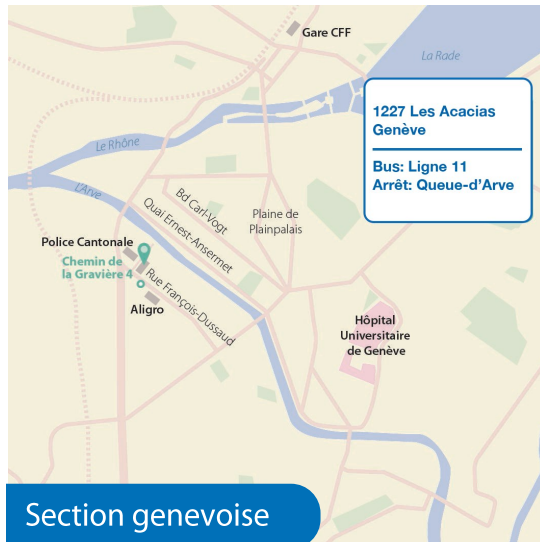 Gare CFF
La Rade
1227 Les Acacias
Genève
Bus: Ligne 11
Arrêt: Queue-d'Arve
Le Rhône
L'Arve
Bd Carl-Vogt
Quai Ernest-Ansermet
Plaine de
Plainpalais
Police Cantonale
Chemin de
la Gravière 4
Rue François-Dussaud
Aligro
Hôpital
Universitaire
de Genève
Section genevoise